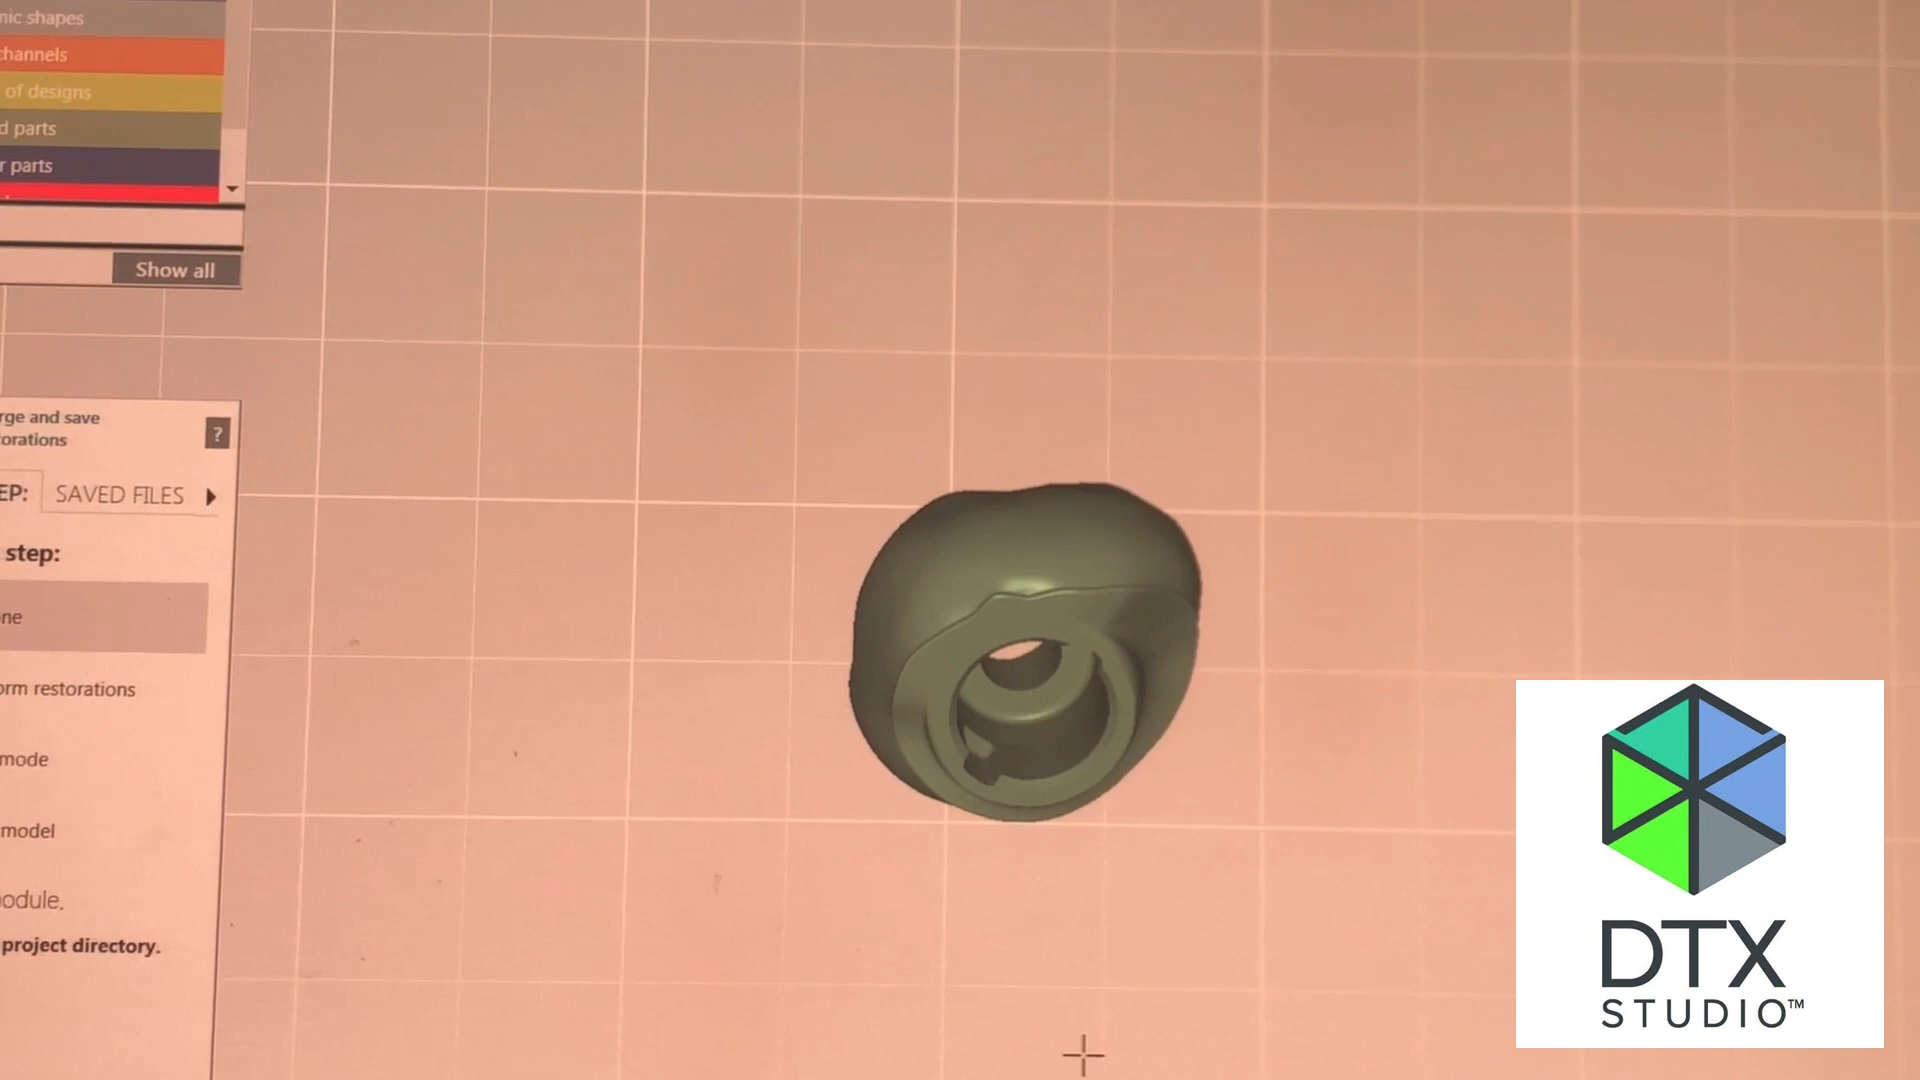 nic shapes
channels
of designs
d parts
r parts
Show all
rge and save
orations
?
EP: SAVED FILES
step:
ne
orm restorations
mode
model
odule.
project directory.
DTX
STUDIO™